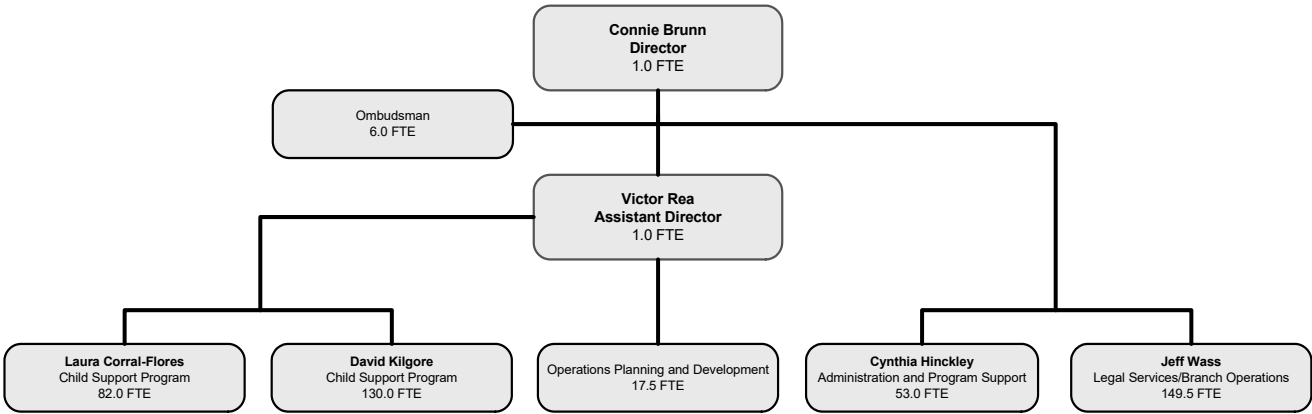 Connie Brunn
Director
1.0 FTE
Ombudsman
6.0 FTE
Victor Rea
Assistant Director
1.0 FTE
Laura Corral-Flores
Child Support Program
82.0 FTE
David Kilgore
Child Support Program
130.0 FTE
Operations Planning and Development
17.5 FTE
Cynthia Hinckley
Administration and Program Support
53.0 FTE
Jeff Wass
Legal Services/Branch Operations
149.5 FTE